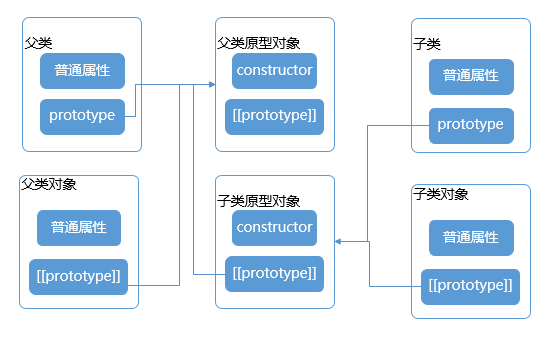 父类
普通属性
prototype
父类原型对象
constructor
[[prototype]]
子类
普通属性
prototype
父类对象
普通属性
[[prototype]]
子类原型对象
constructor
[[prototype]]
子类对象
普通属性
[[prototype]]